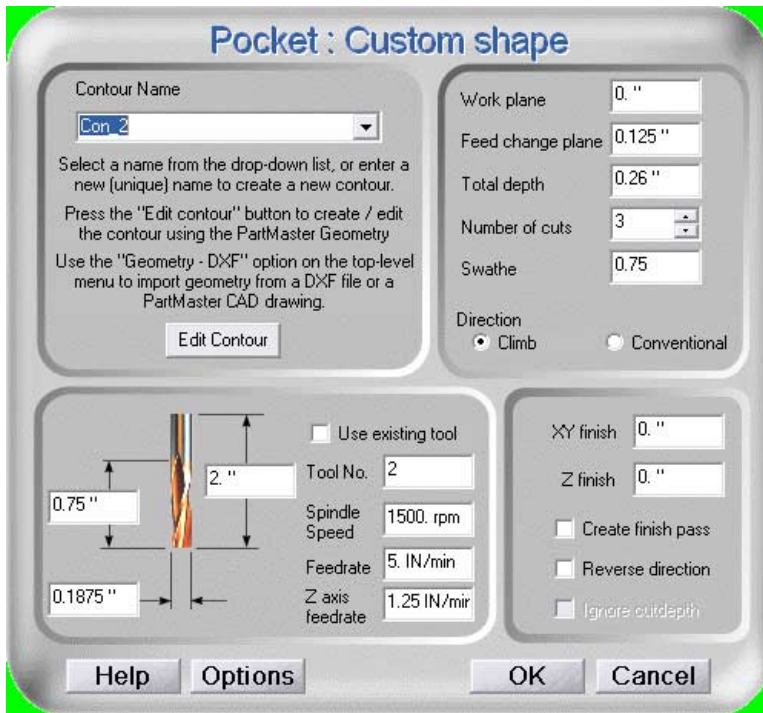 Pocket : Custom shape
Contour Name
Con_2
Select a name from the drop-down list, or enter a
new (unique) name to create a new contour.
Press the "Edit contour" button to create / edit
the contour using the PartMaster Geometry
Use the "Geometry - DXF" option on the top-level
menu to import geometry from a DXF file or a
PartMaster CAD drawing.
Edit Contour
Work plane 0. "
Feed change plane 0.125 "
Total depth 0.26 "
Number of cuts 3
Swathe 0.75
Direction
Climb Conventional
0.75 "
2. "
0.1875 "
Use existing tool
Tool No. 2
Spindle
Speed 1500. rpm
Feedrate 5. IN/min
Z axis
feedrate 1.25 IN/min
XY finish 0. "
Z finish 0. "
Create finish pass
Reverse direction
Ignore cutdepth
Help Options OK Cancel